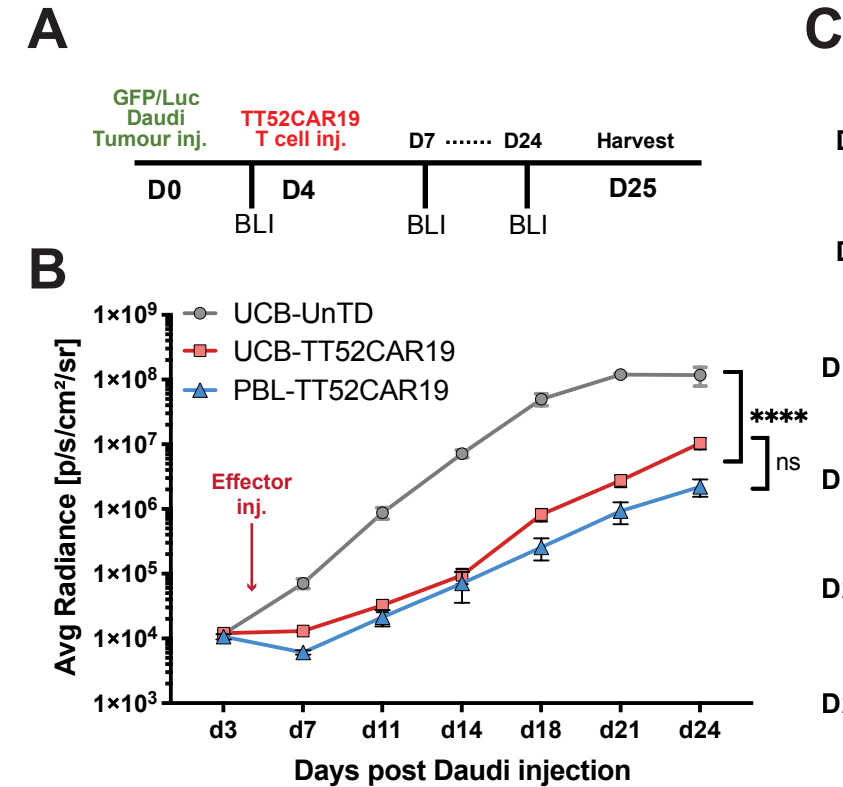 A
C
GFP/Luc
Daudi
Tumour inj.
TT52CAR19
T cell inj.
D7 ······· D24
Harvest
D0
D4
D25
BLI
BLI
BLI
B
UCB-UnTD
UCB-TT52CAR19
PBL-TT52CAR19
Avg Radiance [p/s/cm²/sr]
1×10⁹
1×10⁸
1×10⁷
1×10⁶
1×10⁵
1×10⁴
1×10³
Effector
inj.
****
ns
d3 d7 d11 d14 d18 d21 d24
Days post Daudi injection
D
D
D
D